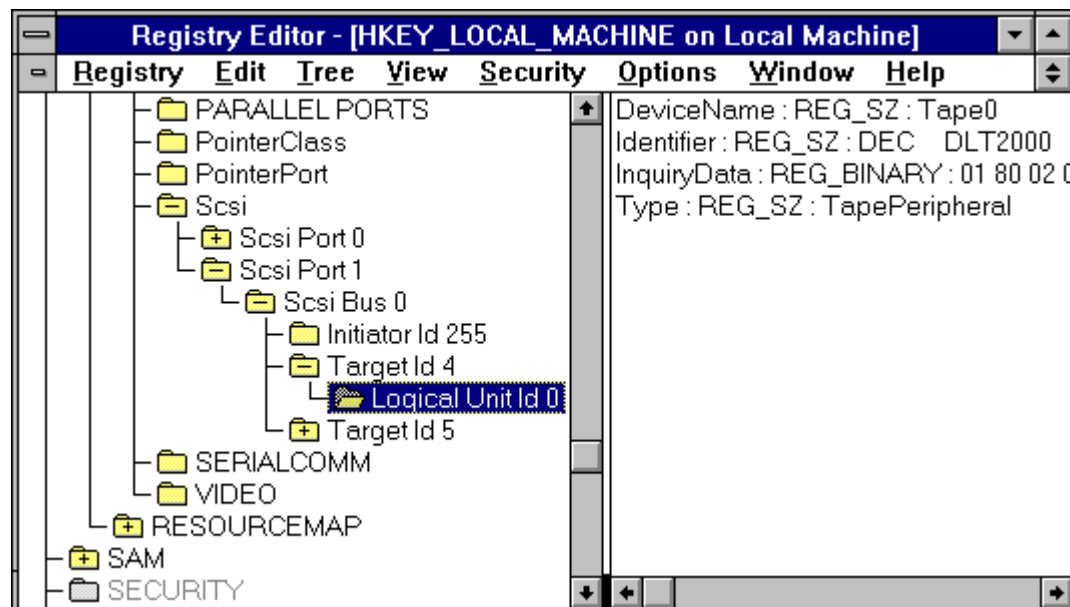 Registry Editor - [HKEY_LOCAL_MACHINE on Local Machine]
Registry Edit Tree View Security Options Window Help
PARALLEL PORTS
PointerClass
PointerPort
Scsi
Scsi Port 0
Scsi Port 1
Scsi Bus 0
Initiator Id 255
Target Id 4
Logical Unit Id 0
Target Id 5
SERIALCOMM
VIDEO
RESOURCEMAP
SAM
SECURITY
DeviceName : REG_SZ : Tape0
Identifier : REG_SZ : DEC DLT2000
InquiryData : REG_BINARY : 01 80 02
Type : REG_SZ : TapePeripheral